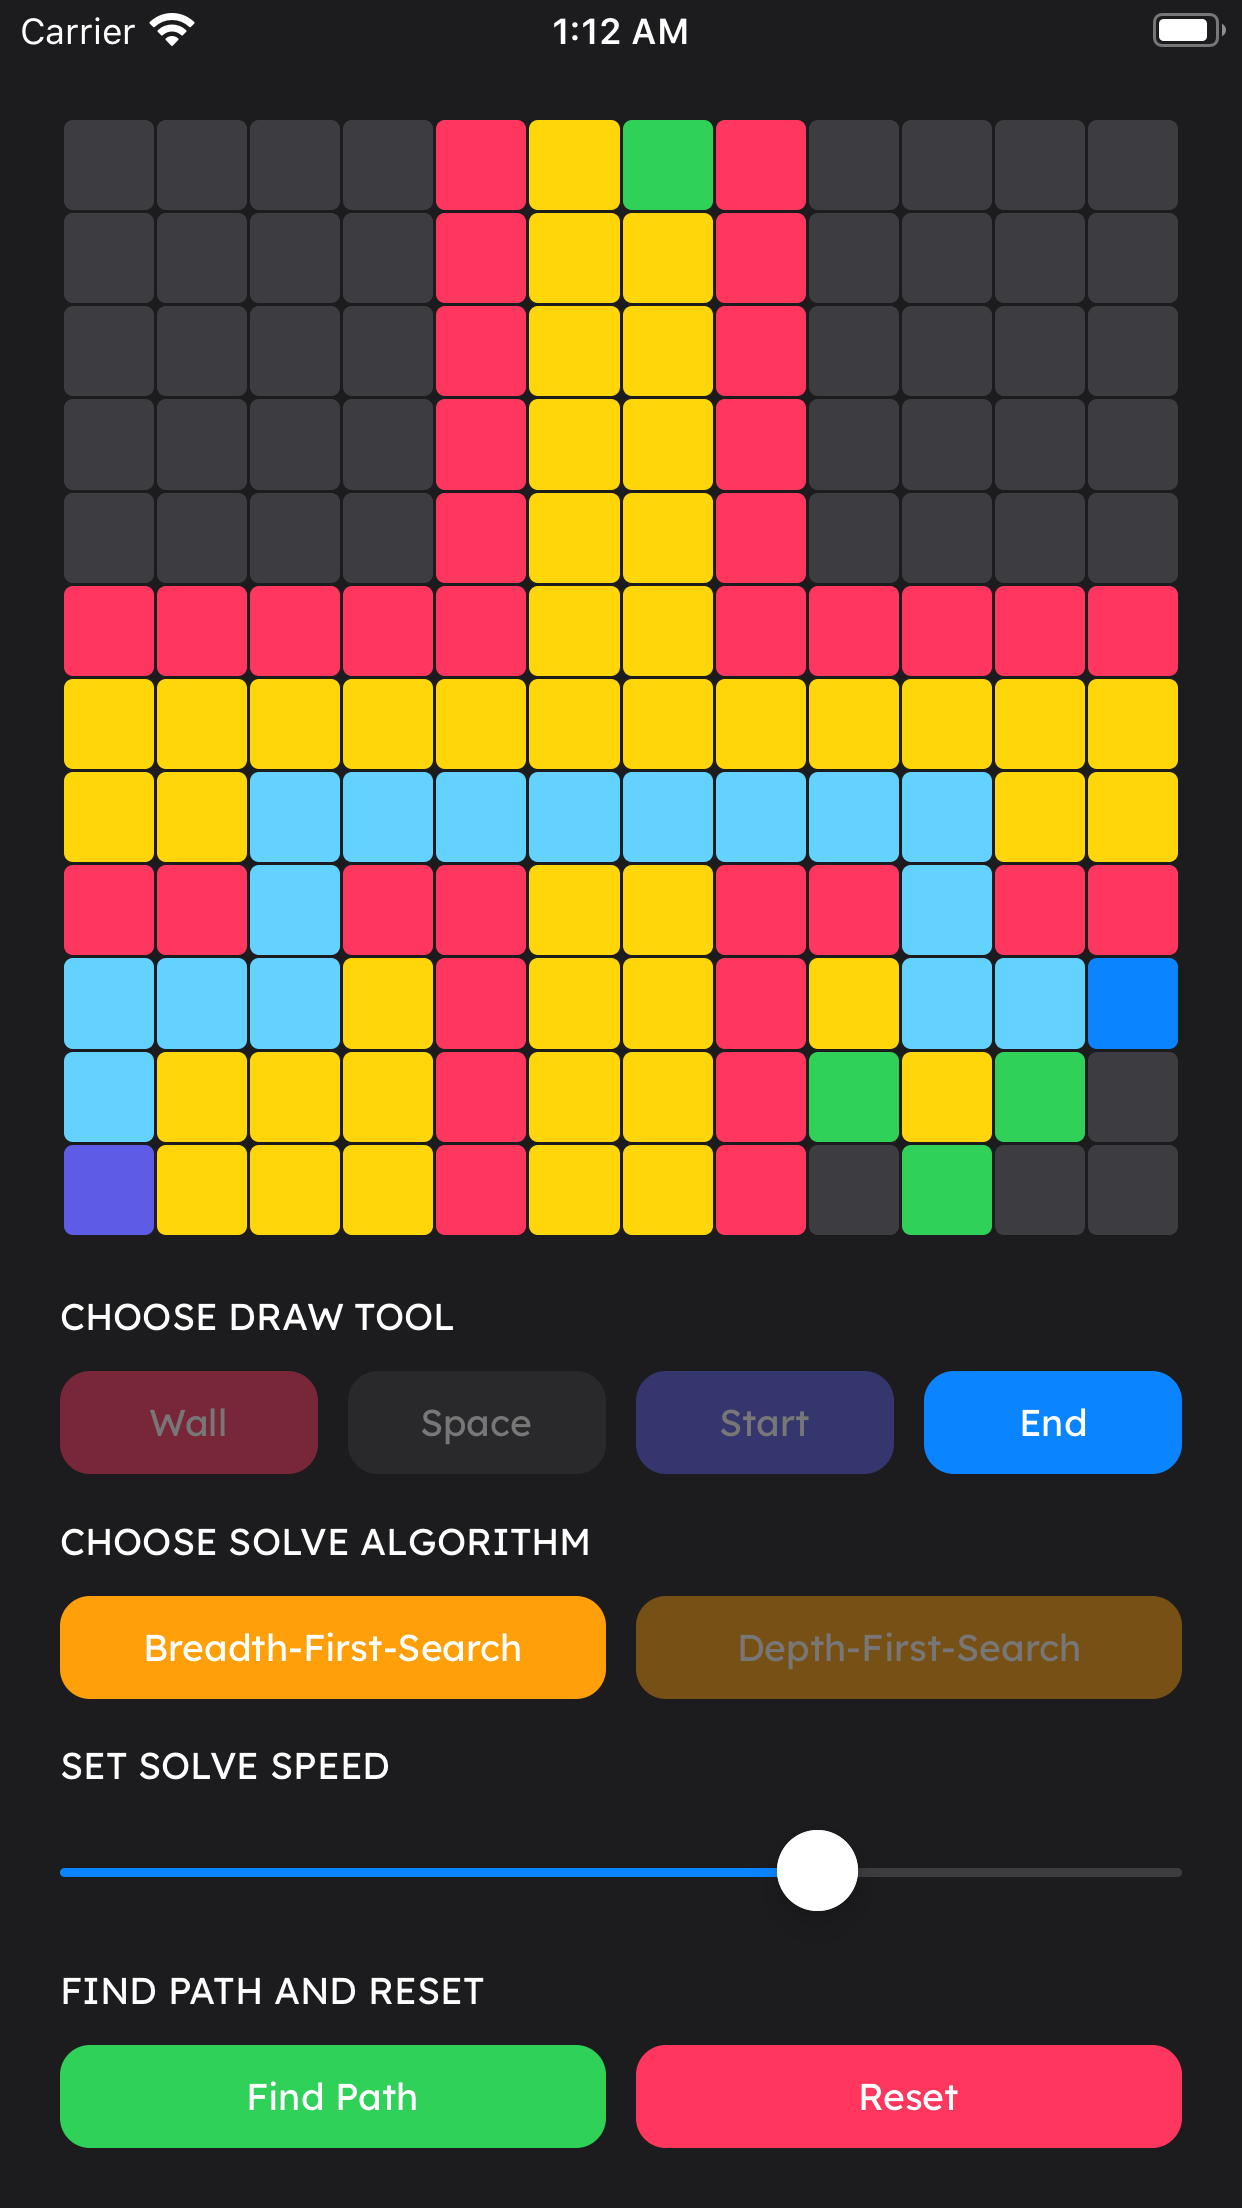 Carrier 1:12 AM
CHOOSE DRAW TOOL
Wall Space Start End
CHOOSE SOLVE ALGORITHM
Breadth-First-Search Depth-First-Search
SET SOLVE SPEED
FIND PATH AND RESET
Find Path Reset